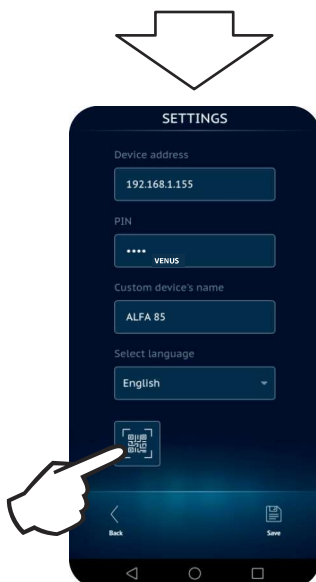 SETTINGS
Device address
192.168.1.155
PIN
••••
VENUS
Custom device's name
ALFA 85
Select language
English
Back Save